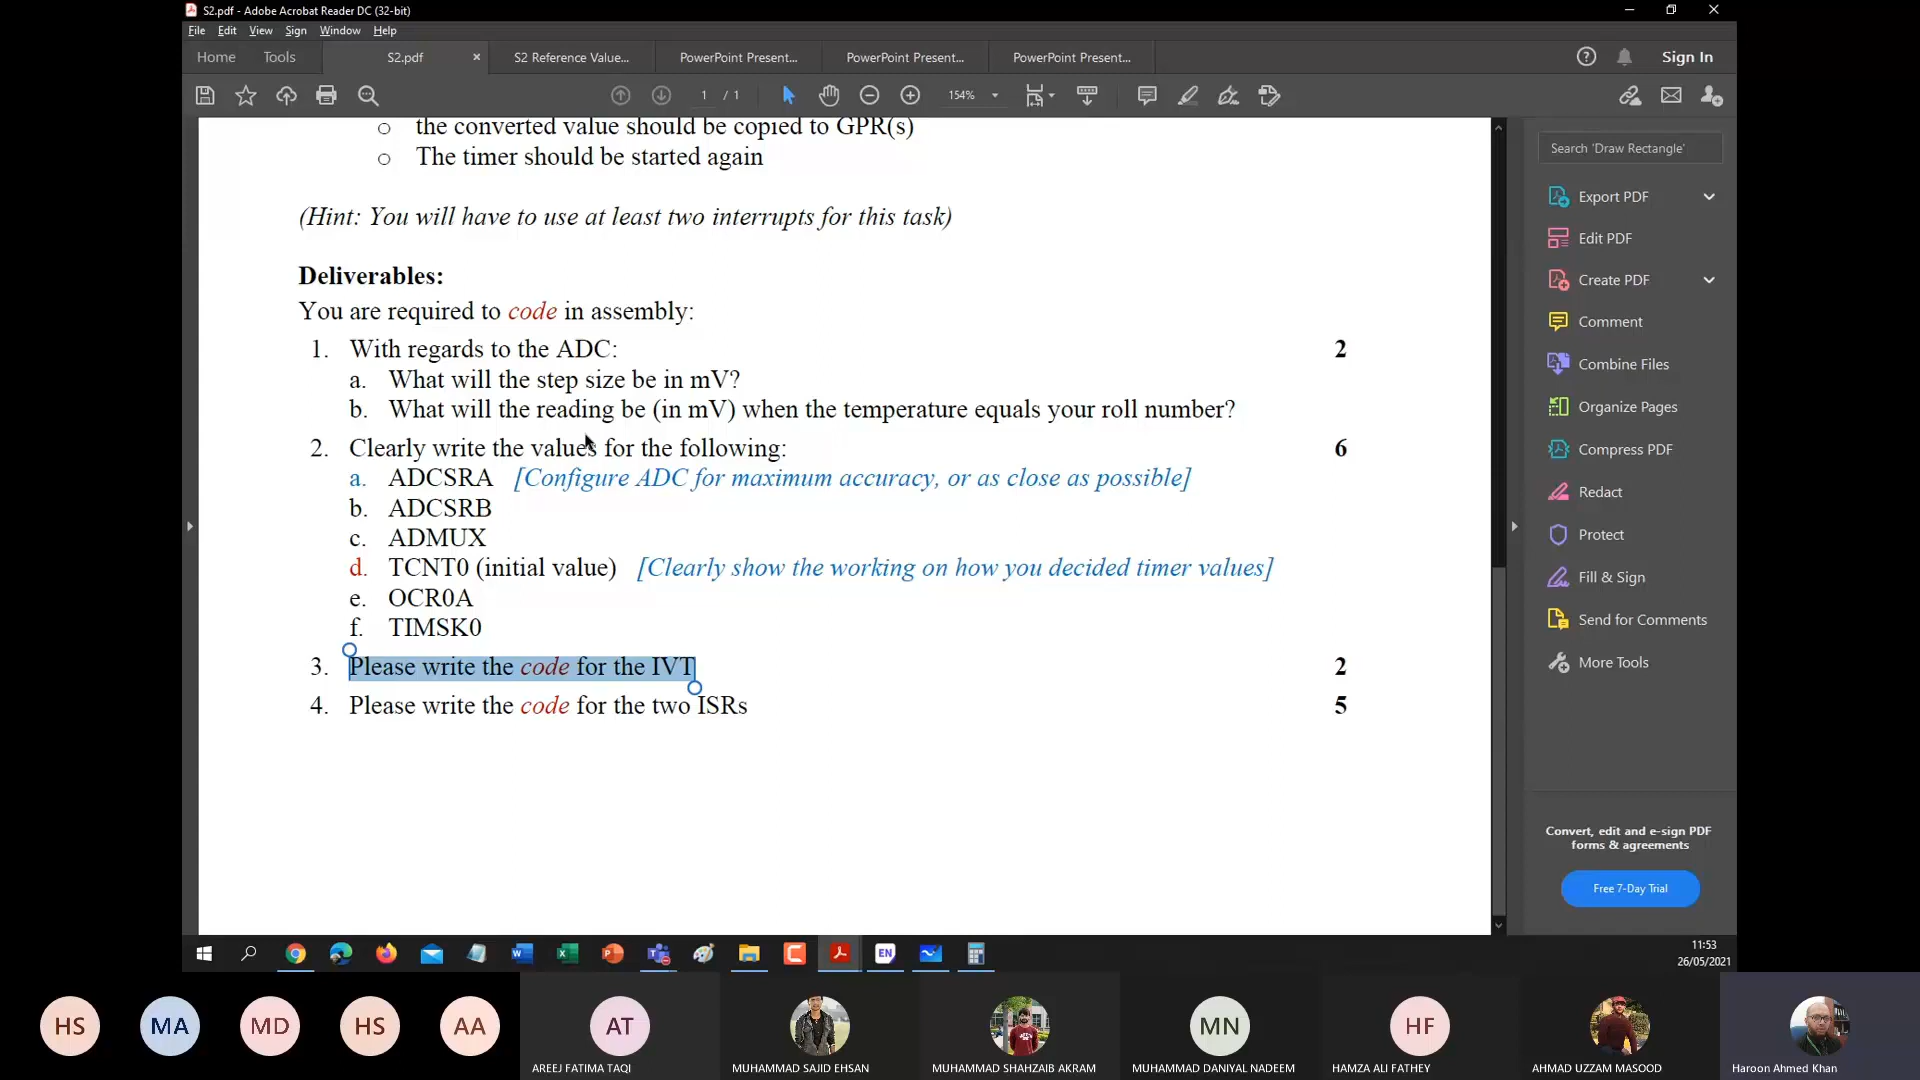 S2.pdf - Adobe Acrobat Reader DC (32-bit)
File Edit View Sign Window Help
Home Tools S2.pdf × S2 Reference Value... PowerPoint Present... PowerPoint Present... PowerPoint Present... Sign In
1 / 1 154%
the converted value should be copied to GPR(s)
The timer should be started again
(Hint: You will have to use at least two interrupts for this task)
Deliverables:
You are required to code in assembly:
1. With regards to the ADC: 2
a. What will the step size be in mV?
b. What will the reading be (in mV) when the temperature equals your roll number?
2. Clearly write the values for the following: 6
a. ADCSRA [Configure ADC for maximum accuracy, or as close as possible]
b. ADCSRB
c. ADMUX
d. TCNT0 (initial value) [Clearly show the working on how you decided timer values]
e. OCR0A
f. TIMSK0
3. Please write the code for the IVT 2
4. Please write the code for the two ISRs 5
Search 'Draw Rectangle'
Export PDF
Edit PDF
Create PDF
Comment
Combine Files
Organize Pages
Compress PDF
Redact
Protect
Fill & Sign
Send for Comments
More Tools
Convert, edit and e-sign PDF
forms & agreements
Free 7-Day Trial
EN
11:53
26/05/2021
HS MA MD HS AA AT MN HF
AREEJ FATIMA TAQI MUHAMMAD SAJID EHSAN MUHAMMAD SHAHZAIB AKRAM MUHAMMAD DANIYAL NADEEM HAMZA ALI FATHEY AHMAD UZZAM MASOOD Haroon Ahmed Khan